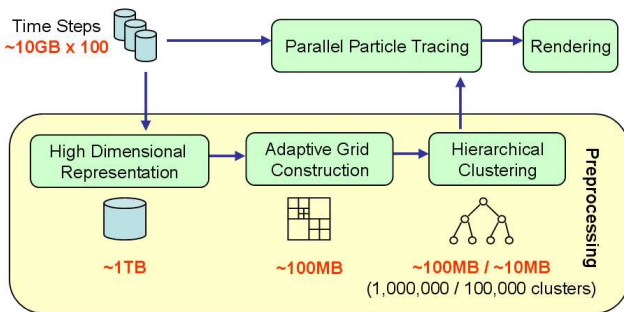 Time Steps
~10GB x 100
Parallel Particle Tracing
Rendering
High Dimensional
Representation
Adaptive Grid
Construction
Hierarchical
Clustering
Preprocessing
~1TB
~100MB
~100MB / ~10MB
(1,000,000 / 100,000 clusters)